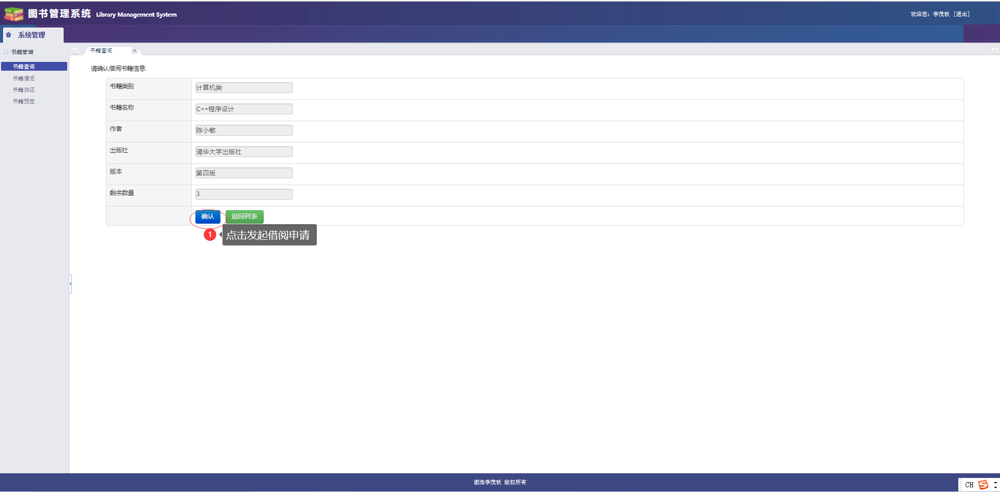 图书管理系统 Library Management System
欢迎您：李茂秋 [退出]
系统管理
书籍管理
书籍查询
书籍借阅
书籍归还
书籍预定
书籍查询
请确认借阅书籍信息:
书籍类别 计算机类
书籍名称 C++程序设计
作者 陈小敏
出版社 清华大学出版社
版本 第四版
剩余数量 3
确认 返回列表
1 点击发起借阅申请
谢浩李茂秋 版权所有
CH